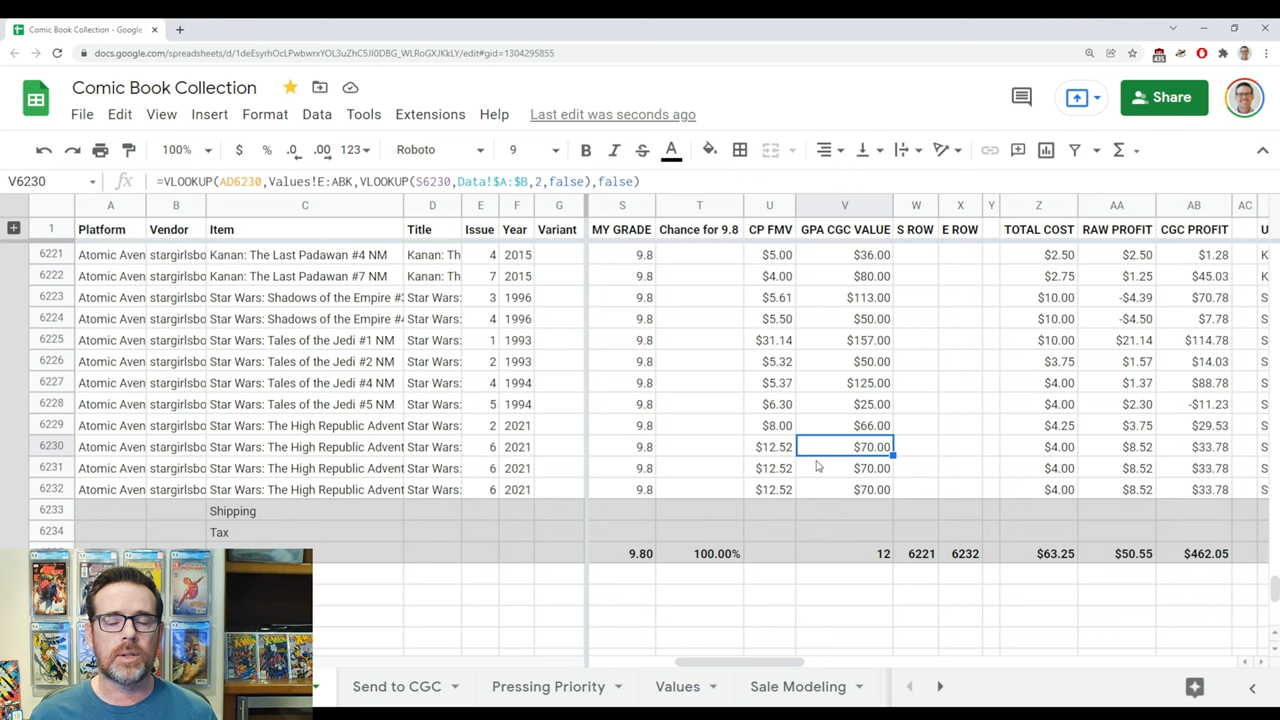 Comic Book Collection - Google
docs.google.com/spreadsheets/d/1deEsyrhOcLPwbwrxYOL3uZhC5JI0DBG_WLRoGXJKkLY/edit#gid=1304295855
Comic Book Collection
File Edit View Insert Format Data Tools Extensions Help Last edit was seconds ago
Share
100% $ % .0 .00 123 Roboto 9 B I S A
V6230 fx =VLOOKUP(AD6230,Values!E:ABK,VLOOKUP(S6230,Data!$A:$B,2,false),false)
A B C D E F G S T U V W X Y Z AA AB AC
1 Platform Vendor Item Title Issue Year Variant MY GRADE Chance for 9.8 CP FMV GPA CGC VALUE S ROW E ROW TOTAL COST RAW PROFIT CGC PROFIT U
6221 Atomic Aven stargirlsbo Kanan: The Last Padawan #4 NM Kanan: Th 4 2015 9.8 $5.00 $36.00 $2.50 $2.50 $1.28 K
6222 Atomic Aven stargirlsbo Kanan: The Last Padawan #7 NM Kanan: Th 7 2015 9.8 $4.00 $80.00 $2.75 $1.25 $45.03 K
6223 Atomic Aven stargirlsbo Star Wars: Shadows of the Empire #3 Star Wars: 3 1996 9.8 $5.61 $113.00 $10.00 -$4.39 $70.78 S
6224 Atomic Aven stargirlsbo Star Wars: Shadows of the Empire #4 Star Wars: 4 1996 9.8 $5.50 $50.00 $10.00 -$4.50 $7.78 S
6225 Atomic Aven stargirlsbo Star Wars: Tales of the Jedi #1 NM Star Wars: 1 1993 9.8 $31.14 $157.00 $10.00 $21.14 $114.78 S
6226 Atomic Aven stargirlsbo Star Wars: Tales of the Jedi #2 NM Star Wars: 2 1993 9.8 $5.32 $50.00 $3.75 $1.57 $14.03 S
6227 Atomic Aven stargirlsbo Star Wars: Tales of the Jedi #4 NM Star Wars: 4 1994 9.8 $5.37 $125.00 $4.00 $1.37 $88.78 S
6228 Atomic Aven stargirlsbo Star Wars: Tales of the Jedi #5 NM Star Wars: 5 1994 9.8 $6.30 $25.00 $4.00 $2.30 -$11.23 S
6229 Atomic Aven stargirlsbo Star Wars: The High Republic Advent Star Wars: 2 2021 9.8 $8.00 $66.00 $4.25 $3.75 $29.53 S
6230 Atomic Aven stargirlsbo Star Wars: The High Republic Advent Star Wars: 6 2021 9.8 $12.52 $70.00 $4.00 $8.52 $33.78 S
6231 Atomic Aven stargirlsbo Star Wars: The High Republic Advent Star Wars: 6 2021 9.8 $12.52 $70.00 $4.00 $8.52 $33.78 S
6232 Atomic Aven stargirlsbo Star Wars: The High Republic Advent Star Wars: 6 2021 9.8 $12.52 $70.00 $4.00 $8.52 $33.78 S
6233 Shipping
6234 Tax
9.80 100.00% 12 6221 6232 $63.25 $50.55 $462.05
Send to CGC Pressing Priority Values Sale Modeling